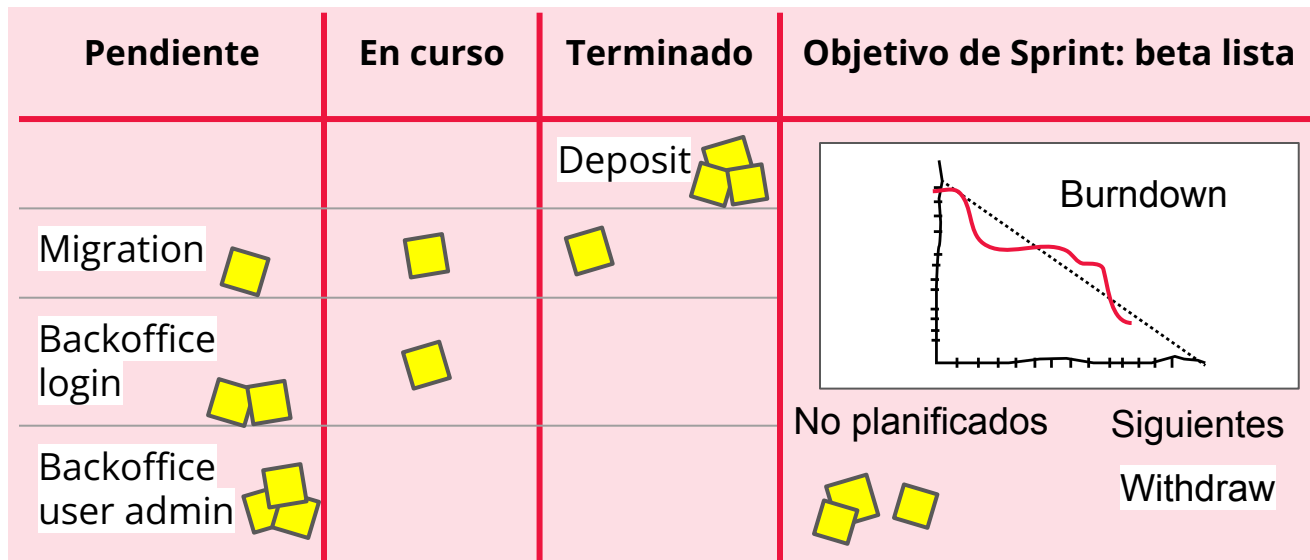 Pendiente
En curso
Terminado
Objetivo de Sprint: beta lista
Deposit
Burndown
Migration
Backoffice
login
No planificados
Siguientes
Backoffice
user admin
Withdraw